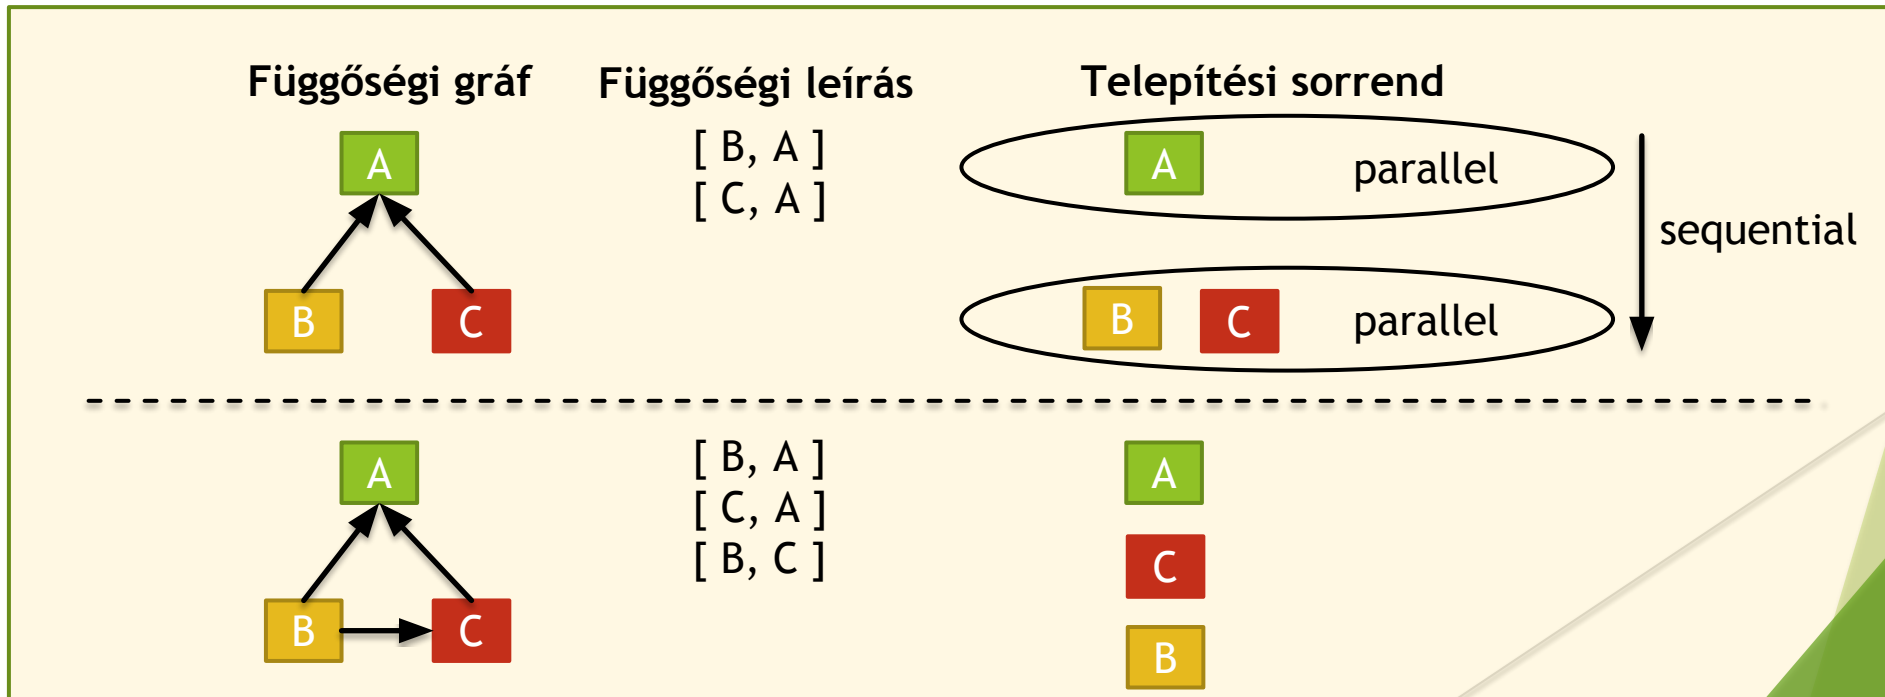 Függőségi gráf
Függőségi leírás
Telepítési sorrend
A
B
C
[ B, A ]
[ C, A ]
A
parallel
B
C
parallel
sequential
A
B
C
[ B, A ]
[ C, A ]
[ B, C ]
A
C
B